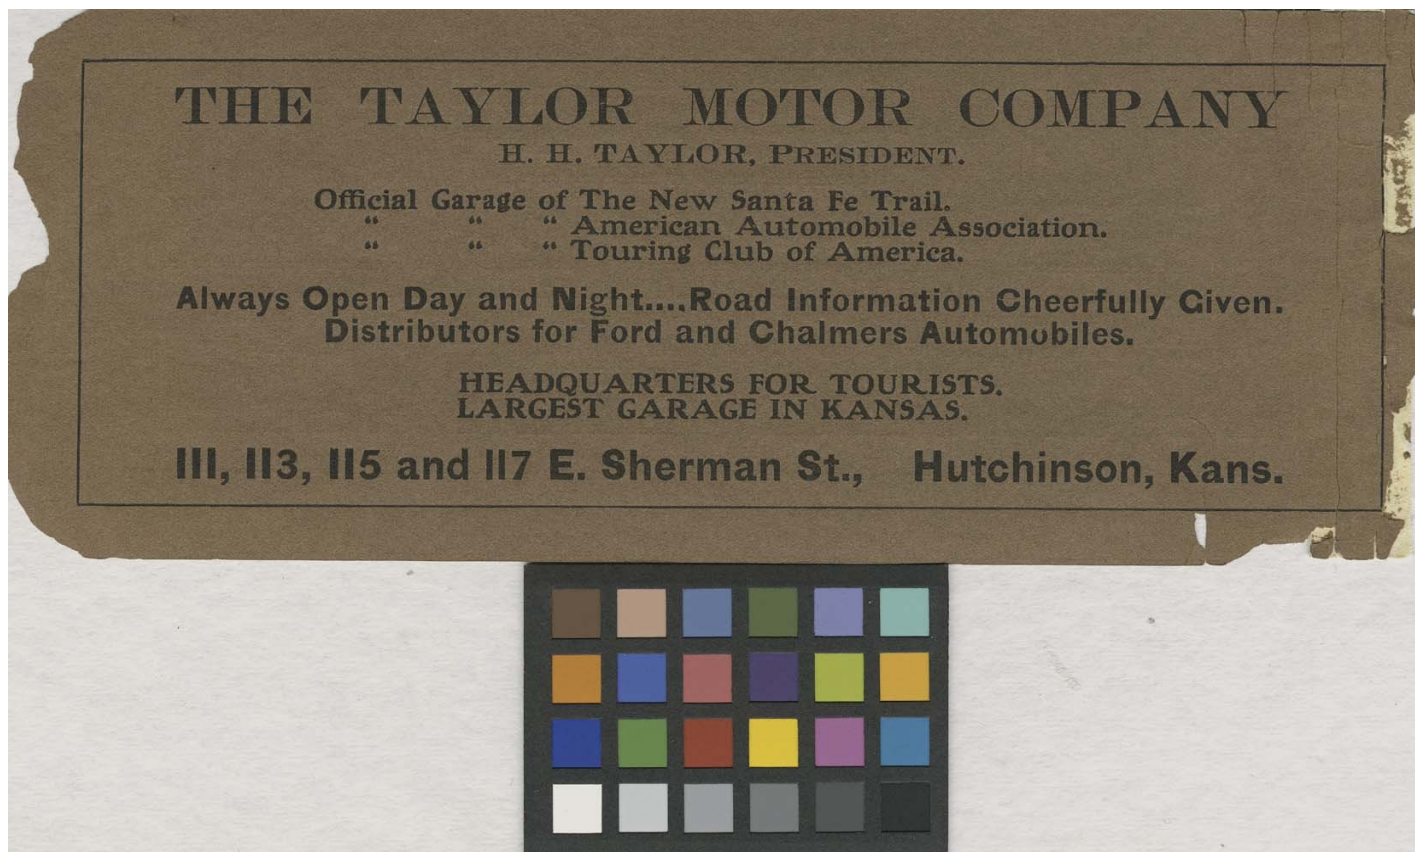 THE TAYLOR MOTOR COMPANY
H. H. TAYLOR, PRESIDENT.
Official Garage of The New Santa Fe Trail.
“ “ “ American Automobile Association.
“ “ “ Touring Club of America.
Always Open Day and Night....Road Information Cheerfully Given.
Distributors for Ford and Chalmers Automobiles.
HEADQUARTERS FOR TOURISTS.
LARGEST GARAGE IN KANSAS.
111, 113, 115 and 117 E. Sherman St., Hutchinson, Kans.